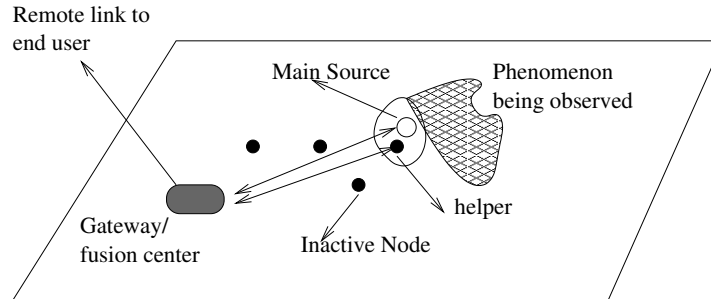 Remote link to
end user
Main Source
Phenomenon
being observed
helper
Gateway/
fusion center
Inactive Node